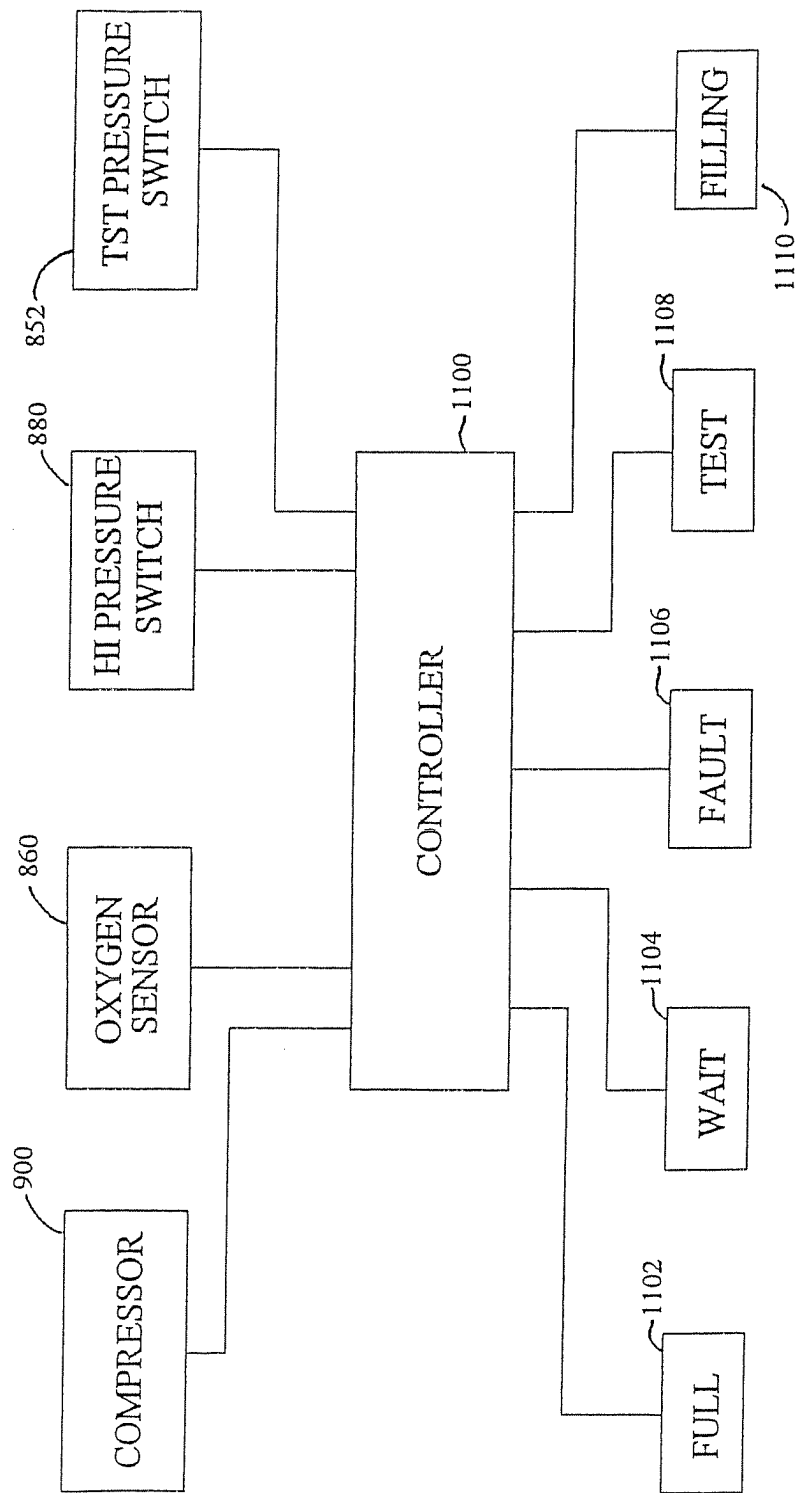 900
COMPRESSOR
860
OXYGEN
SENSOR
880
HI PRESSURE
SWITCH
852
TST PRESSURE
SWITCH
1100
CONTROLLER
1102
FULL
1104
WAIT
1106
FAULT
1108
TEST
FILLING
1110